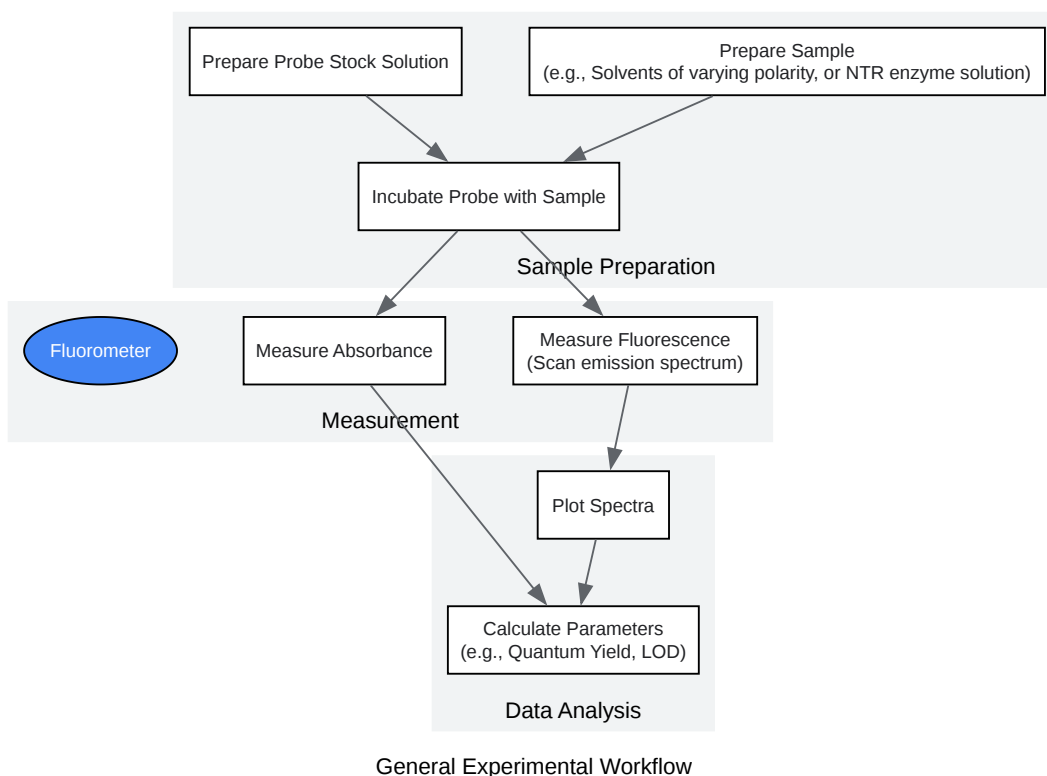 Prepare Probe Stock Solution
Prepare Sample
(e.g., Solvents of varying polarity, or NTR enzyme solution)
Incubate Probe with Sample
Sample Preparation
Fluorometer
Measure Absorbance
Measure Fluorescence
(Scan emission spectrum)
Measurement
Plot Spectra
Calculate Parameters
(e.g., Quantum Yield, LOD)
Data Analysis
General Experimental Workflow